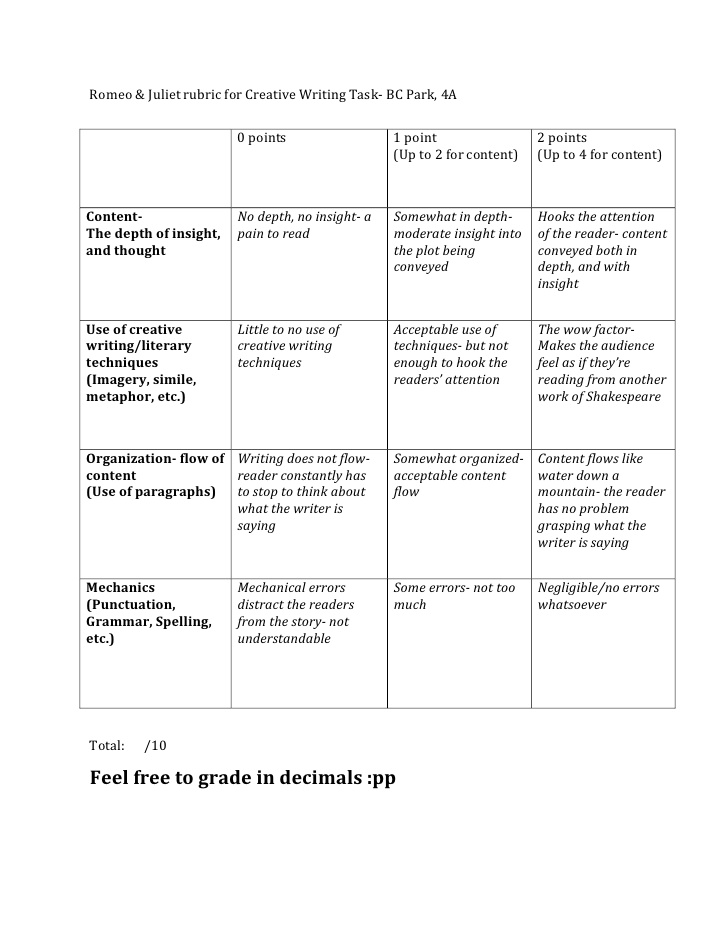 Romeo & Juliet rubric for Creative Writing Task- BC Park, 4A
0 points
1 point
(Up to 2 for content)
2 points
(Up to 4 for content)
Content-
The depth of insight,
and thought
No depth, no insight- a
pain to read
Somewhat in depth-
moderate insight into
the plot being
conveyed
Hooks the attention
of the reader- content
conveyed both in
depth, and with
insight
Use of creative
writing/literary
techniques
(Imagery, simile,
metaphor, etc.)
Little to no use of
creative writing
techniques
Acceptable use of
techniques- but not
enough to hook the
readers’ attention
The wow factor-
Makes the audience
feel as if they’re
reading from another
work of Shakespeare
Organization- flow of
content
(Use of paragraphs)
Writing does not flow-
reader constantly has
to stop to think about
what the writer is
saying
Somewhat organized-
acceptable content
flow
Content flows like
water down a
mountain- the reader
has no problem
grasping what the
writer is saying
Mechanics
(Punctuation,
Grammar, Spelling,
etc.)
Mechanical errors
distract the readers
from the story- not
understandable
Some errors- not too
much
Negligible/no errors
whatsoever
Total: /10
Feel free to grade in decimals :pp